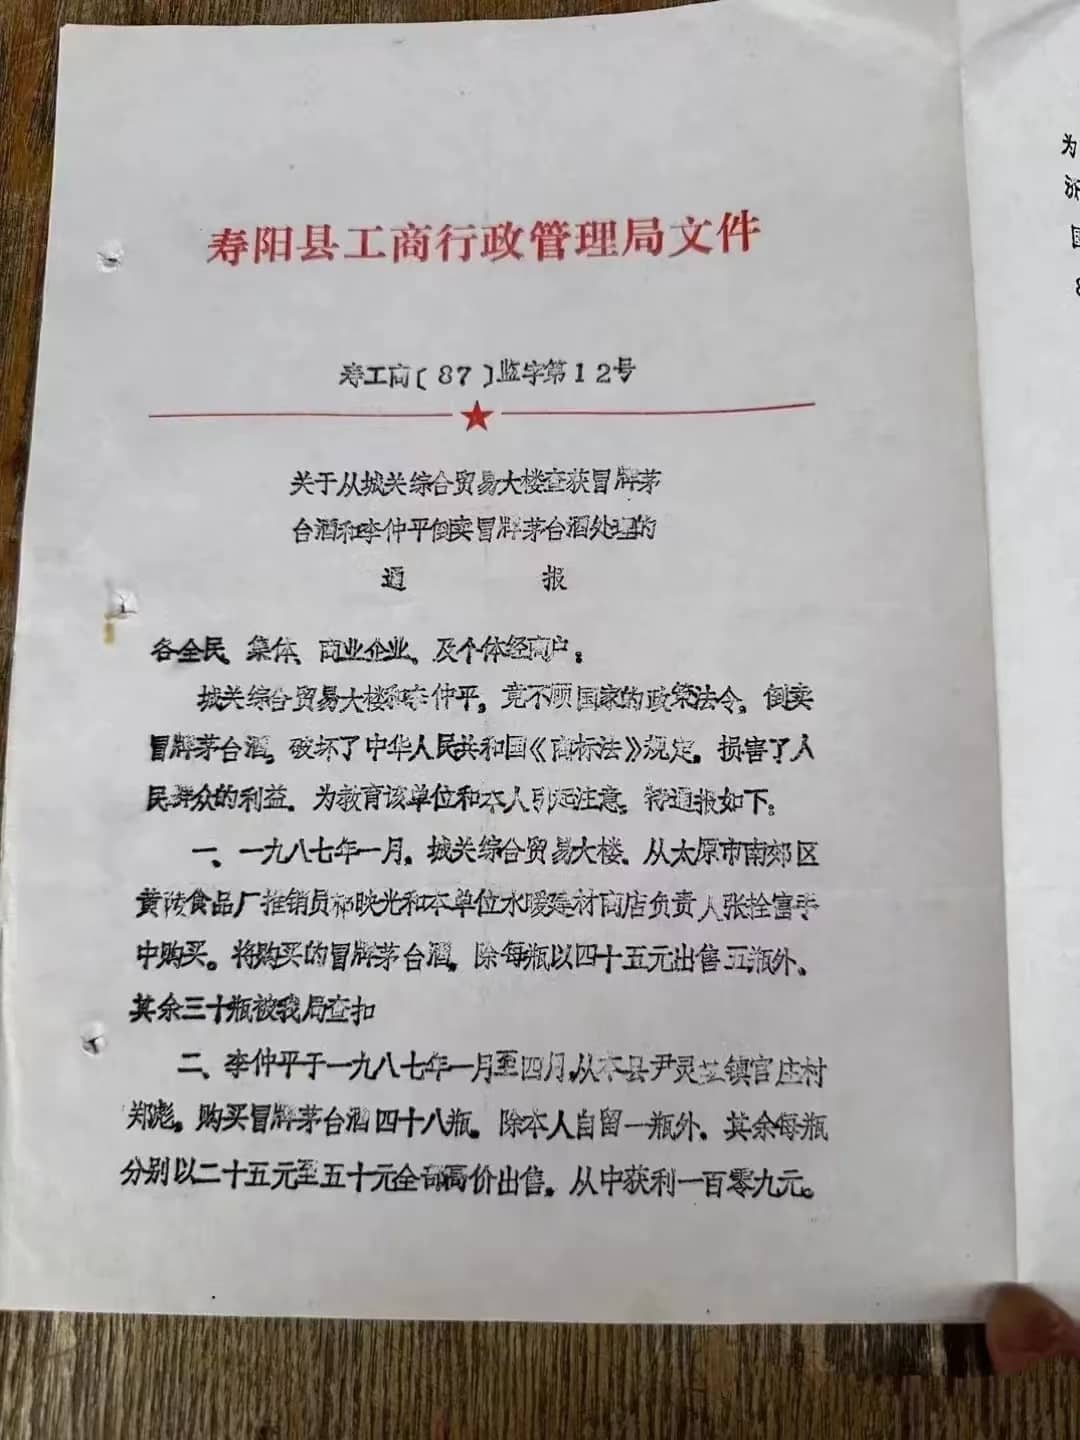 寿阳县工商行政管理局文件
寿工商〔87〕监字第12号
关于从城关综合贸易大楼查获冒牌茅
台酒和李仲平倒卖冒牌茅台酒处理的
通 报
各全民、集体、商业企业、及个体经商户：
城关综合贸易大楼和李仲平，竟不顾国家的政策法令，倒卖
冒牌茅台酒，破坏了中华人民共和国《商标法》规定，损害了人
民群众的利益。为教育该单位和本人引起注意，特通报如下：
一、一九八七年一月，城关综合贸易大楼、从太原市南郊区
黄陵食品厂推销员祁映光和本单位水暖建材商店负责人张拴富手
中购买。将购买的冒牌茅台酒，除每瓶以四十五元出售五瓶外、
其余三十瓶被我局查扣
二、李仲平于一九八七年一月至四月，从本县尹灵芝镇官庄村
郑彪，购买冒牌茅台酒四十八瓶。除本人自留一瓶外，其余每瓶
分别以二十五元至五十元全部高价出售，从中获利一百零九元。
为